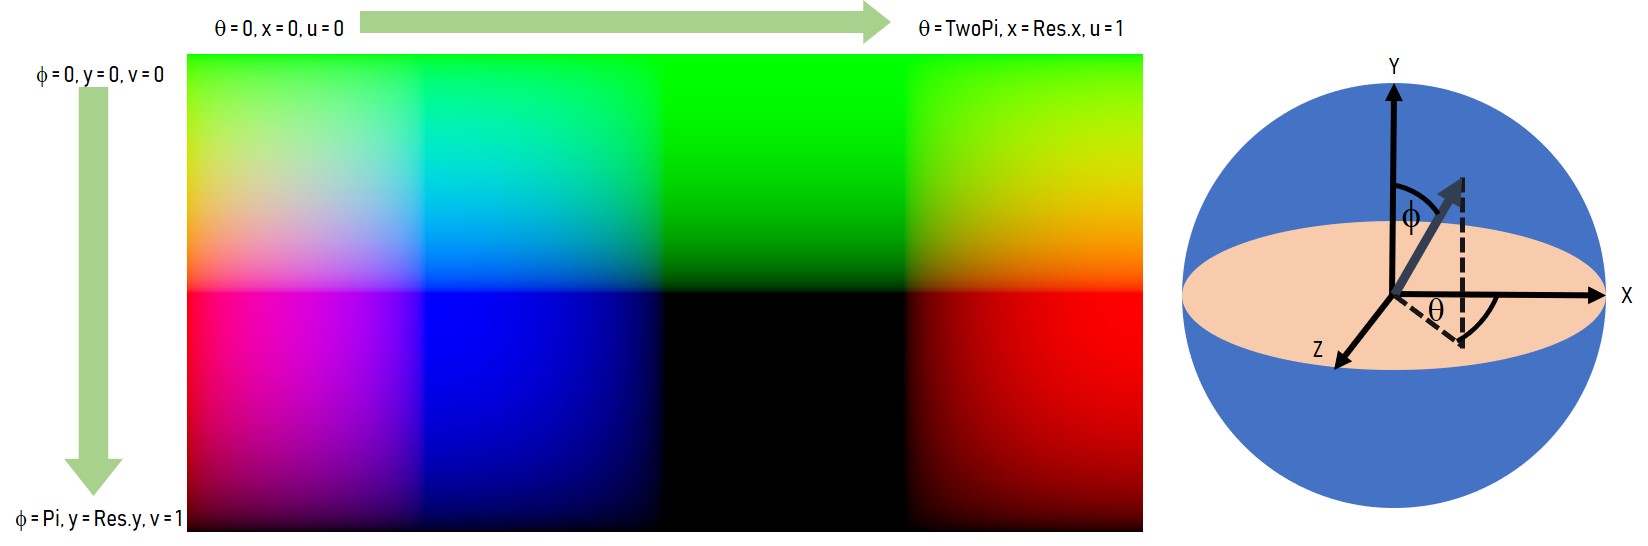 θ = 0, x = 0, u = 0
θ = TwoPi, x = Res.x, u = 1
ϕ = 0, y = 0, v = 0
ϕ = Pi, y = Res.y, v = 1
Y
ϕ
X
θ
Z